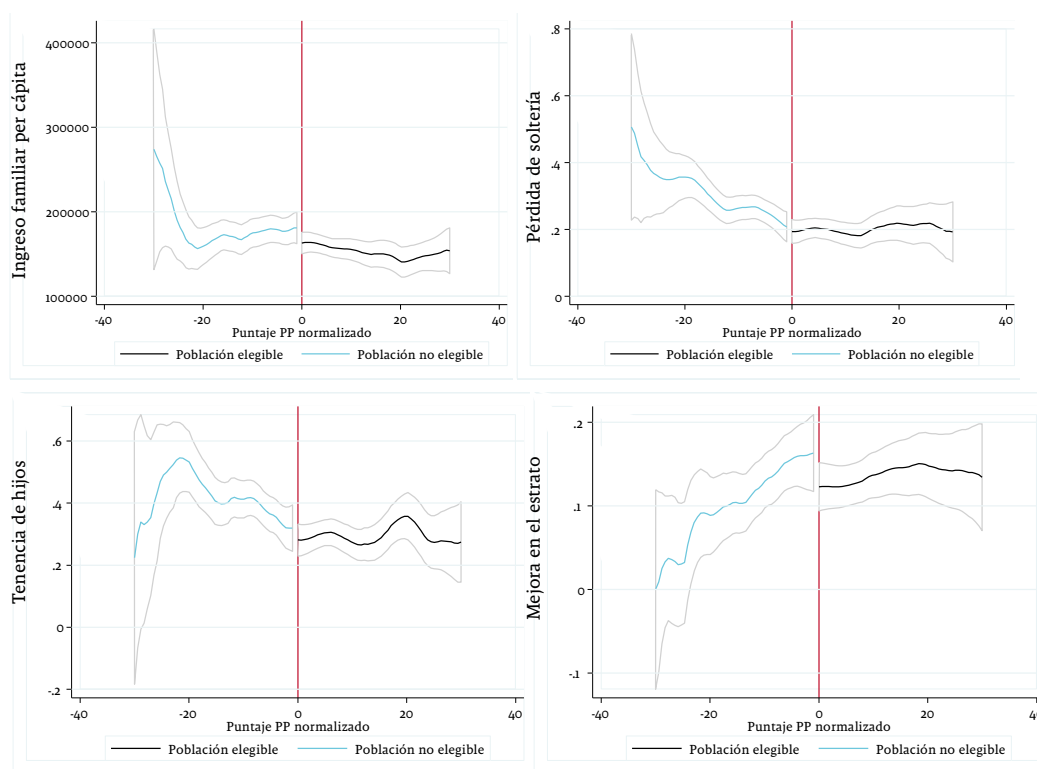 Ingreso familiar per cápita
400000
300000
200000
100000
-40 -20 0 20 40
Puntaje PP normalizado
Población elegible Población no elegible
Pérdida de soltería
.8
.6
.4
.2
0
-40 -20 0 20 40
Puntaje PP normalizado
Población elegible Población no elegible
Tenencia de hijos
.6
.4
.2
0
-.2
-40 -20 0 20 40
Puntaje PP normalizado
Población elegible Población no elegible
Mejora en el estrato
.2
.1
0
-.1
-40 -20 0 20 40
Puntaje PP normalizado
Población elegible Población no elegible